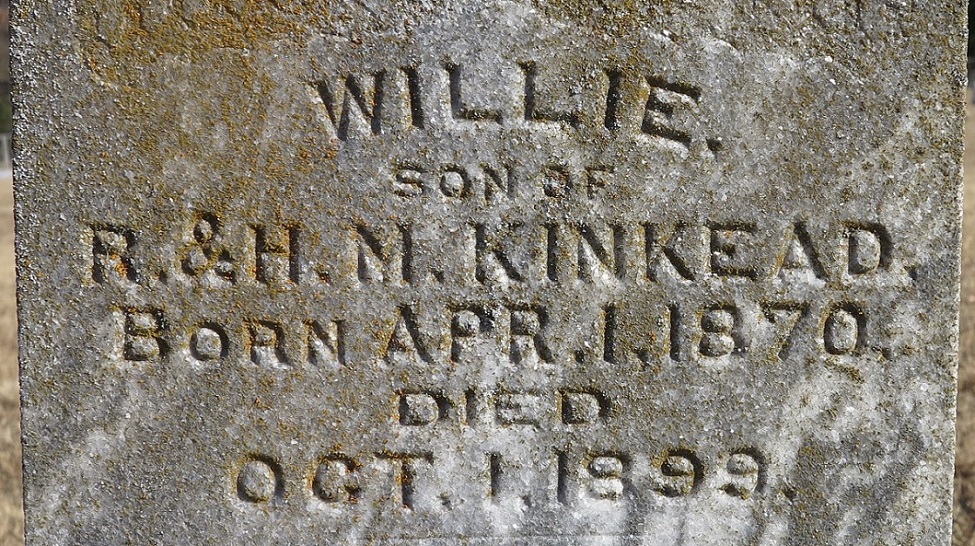 WILLIE.
SON OF
R. & H. M. KINKEAD.
BORN APR. 1, 1870.
DIED
OCT. 1, 1899.